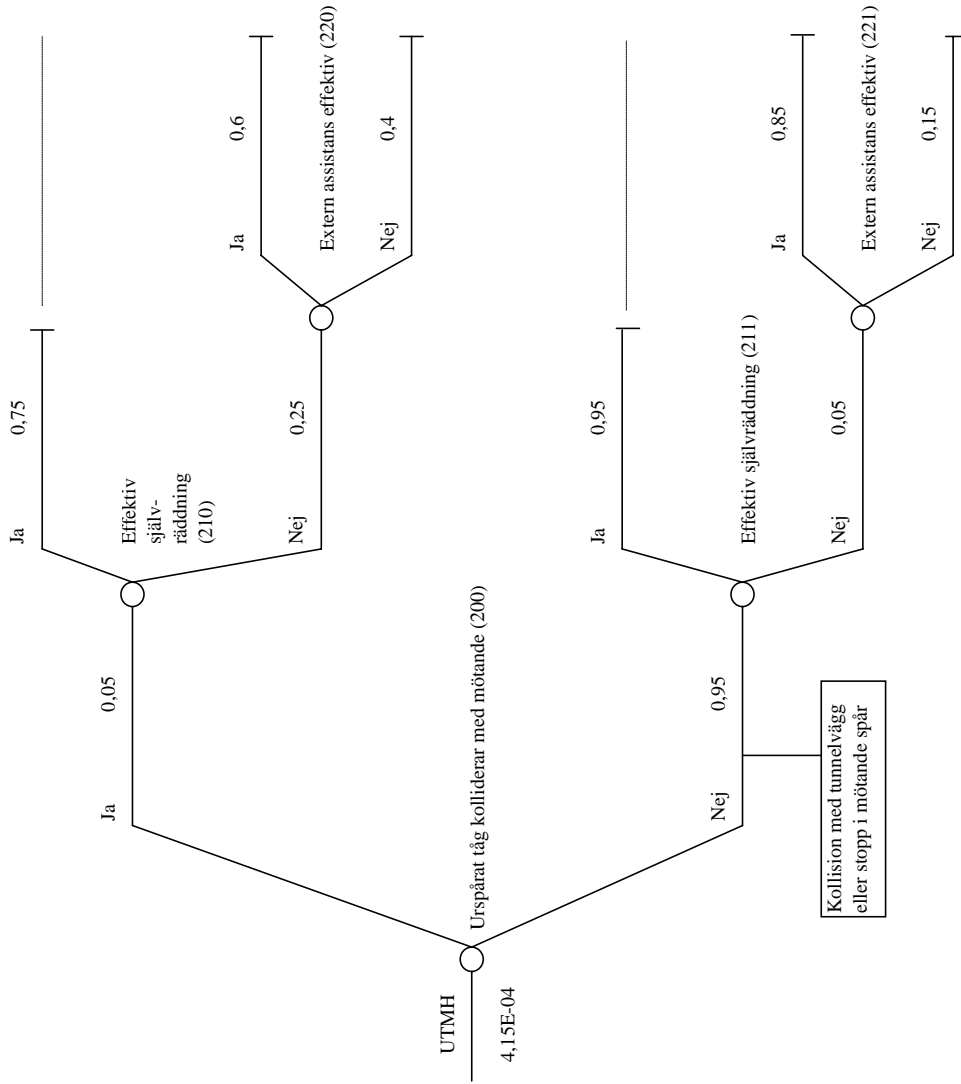 UTMH
4,15E-04
Urspårat tåg kolliderar med mötande (200)
Ja
0,05
Effektiv
själv-
räddning
(210)
Ja
0,75
Nej
0,25
Ja
0,6
Extern assistans effektiv (220)
Nej
0,4
Nej
0,95
Kollision med tunnelvägg
eller stopp i mötande spår
Ja
0,95
Effektiv självräddning (211)
Nej
0,05
Ja
0,85
Extern assistans effektiv (221)
Nej
0,15